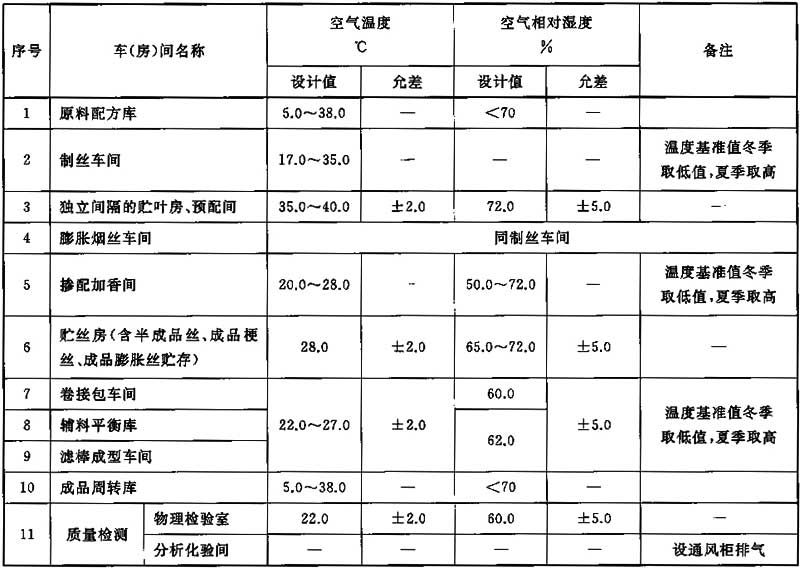 序号 车(房)间名称 空气温度 ℃ 空气相对湿度 % 备注
设计值 允差 设计值 允差
1 原料配方库 5.0～38.0 — <70 —
2 制丝车间 17.0～35.0 — — — 温度基准值冬季
取低值,夏季取高
3 独立间隔的贮叶房、预配间 35.0～40.0 ±2.0 72.0 ±5.0 —
4 膨胀烟丝车间 同制丝车间
5 掺配加香间 20.0～28.0 - 50.0～72.0 — 温度基准值冬季
取低值,夏季取高
6 贮丝房(含半成品丝、成品梗
丝、成品膨胀丝贮存) 28.0 ±2.0 65.0～72.0 ±5.0 —
7 卷接包车间 60.0
8 辅料平衡库 22.0～27.0 ±2.0 62.0 ±5.0 温度基准值冬季
取低值,夏季取高
9 滤棒成型车间
10 成品周转库 5.0～38.0 — <70 —
11 质量检测 物理检验室 22.0 ±2.0 60.0 ±5.0 —
分析化验间 — — — — 设通风柜排气